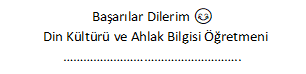 Başarılar Dilerim 😊
Din Kültürü ve Ahlak Bilgisi Öğretmeni
……………………………………………………..